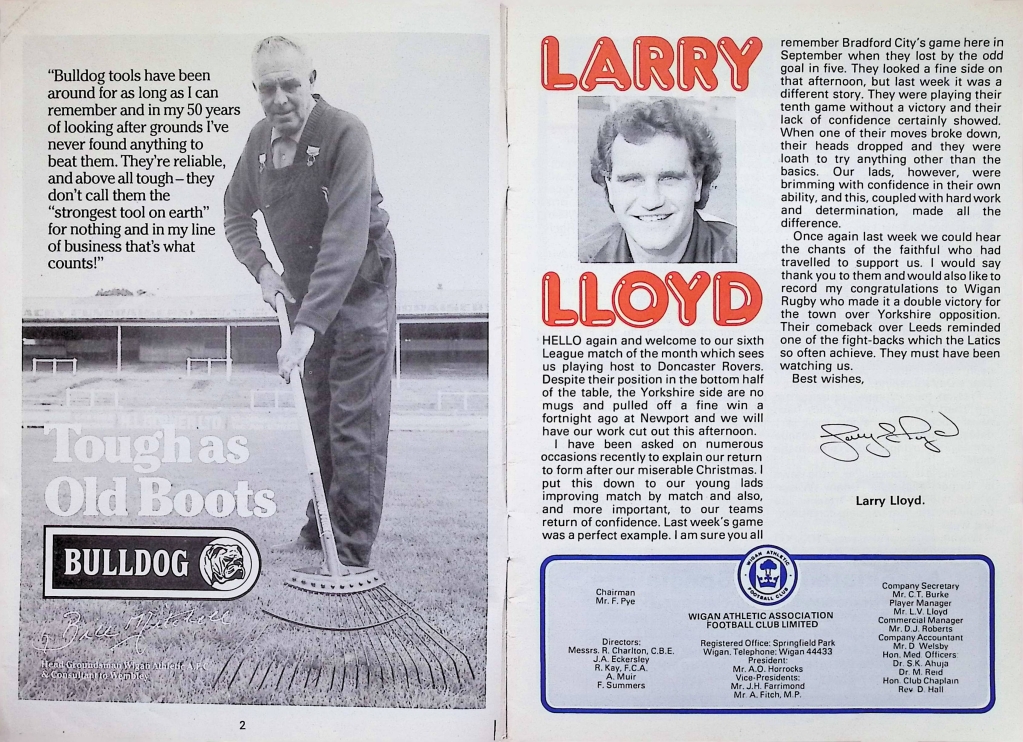 “Bulldog tools have been
around for as long as I can
remember and in my 50 years
of looking after grounds I’ve
never found anything to
beat them. They’re reliable,
and above all tough – they
don’t call them the
“strongest tool on earth”
for nothing and in my line
of business that’s what
counts!”
Tough as
Old Boots
BULLDOG
Head Groundsman Wigan Athletic A.F.C.
& Consultant to Wembley
2
LARRY
LLOYD
HELLO again and welcome to our sixth
League match of the month which sees
us playing host to Doncaster Rovers.
Despite their position in the bottom half
of the table, the Yorkshire side are no
mugs and pulled off a fine win a
fortnight ago at Newport and we will
have our work cut out this afternoon.
I have been asked on numerous
occasions recently to explain our return
to form after our miserable Christmas. I
put this down to our young lads
improving match by match and also,
and more important, to our teams
return of confidence. Last week’s game
was a perfect example. I am sure you all
remember Bradford City’s game here in
September when they lost by the odd
goal in five. They looked a fine side on
that afternoon, but last week it was a
different story. They were playing their
tenth game without a victory and their
lack of confidence certainly showed.
When one of their moves broke down,
their heads dropped and they were
loath to try anything other than the
basics. Our lads, however, were
brimming with confidence in their own
ability, and this, coupled with hard work
and determination, made all the
difference.
Once again last week we could hear
the chants of the faithful who had
travelled to support us. I would say
thank you to them and would also like to
record my congratulations to Wigan
Rugby who made it a double victory for
the town over Yorkshire opposition.
Their comeback over Leeds reminded
one of the fight-backs which the Latics
so often achieve. They must have been
watching us.
Best wishes,
Larry Lloyd.
WIGAN ATHLETIC
FOOTBALL CLUB
Chairman
Mr. F. Pye
Directors:
Messrs. R. Charlton, C.B.E.
J.A. Eckersley
R. Kay, F.C.A.
A. Muir
F. Summers
WIGAN ATHLETIC ASSOCIATION
FOOTBALL CLUB LIMITED
Registered Office: Springfield Park
Wigan. Telephone: Wigan 44433
President:
Mr. A.O. Horrocks
Vice-Presidents:
Mr. J.H. Farrimond
Mr. A. Fitch, M.P.
Company Secretary
Mr. C.T. Burke
Player Manager
Mr. L.V. Lloyd
Commercial Manager
Mr. D.J. Roberts
Company Accountant
Mr. D. Welsby
Hon. Med. Officers:
Dr. S.K. Ahuja
Dr. M. Reid
Hon. Club Chaplain
Rev. D. Hall